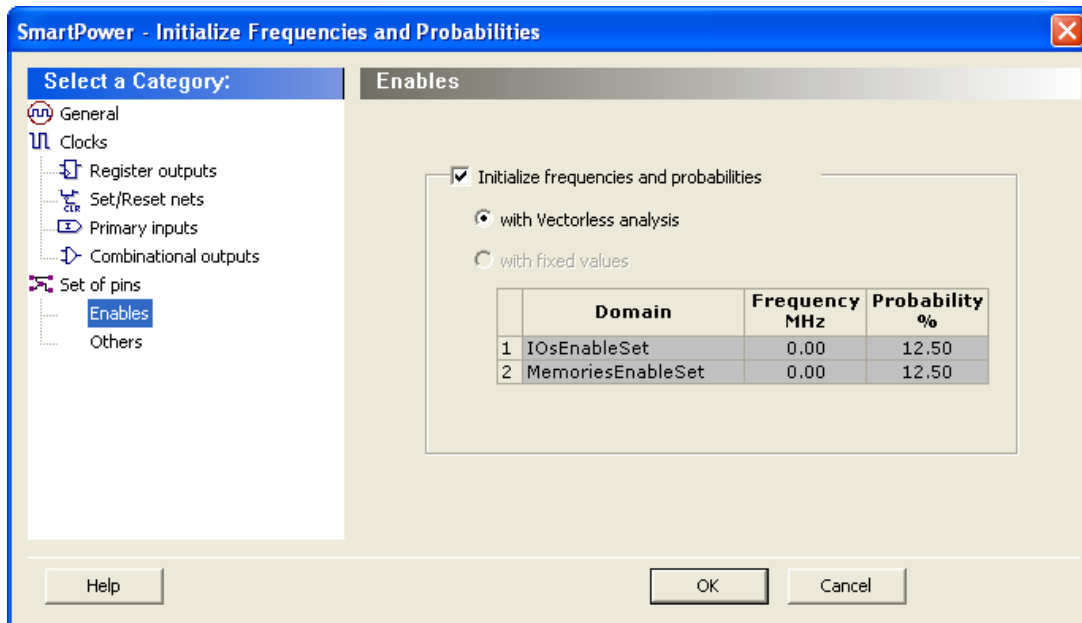 SmartPower - Initialize Frequencies and Probabilities
Select a Category:
General
Clocks
Register outputs
Set/Reset nets
CLR
Primary inputs
Combinational outputs
Set of pins
Enables
Others
Enables
Initialize frequencies and probabilities
with Vectorless analysis
with fixed values
Domain Frequency MHz Probability %
1 IOsEnableSet 0.00 12.50
2 MemoriesEnableSet 0.00 12.50
Help OK Cancel